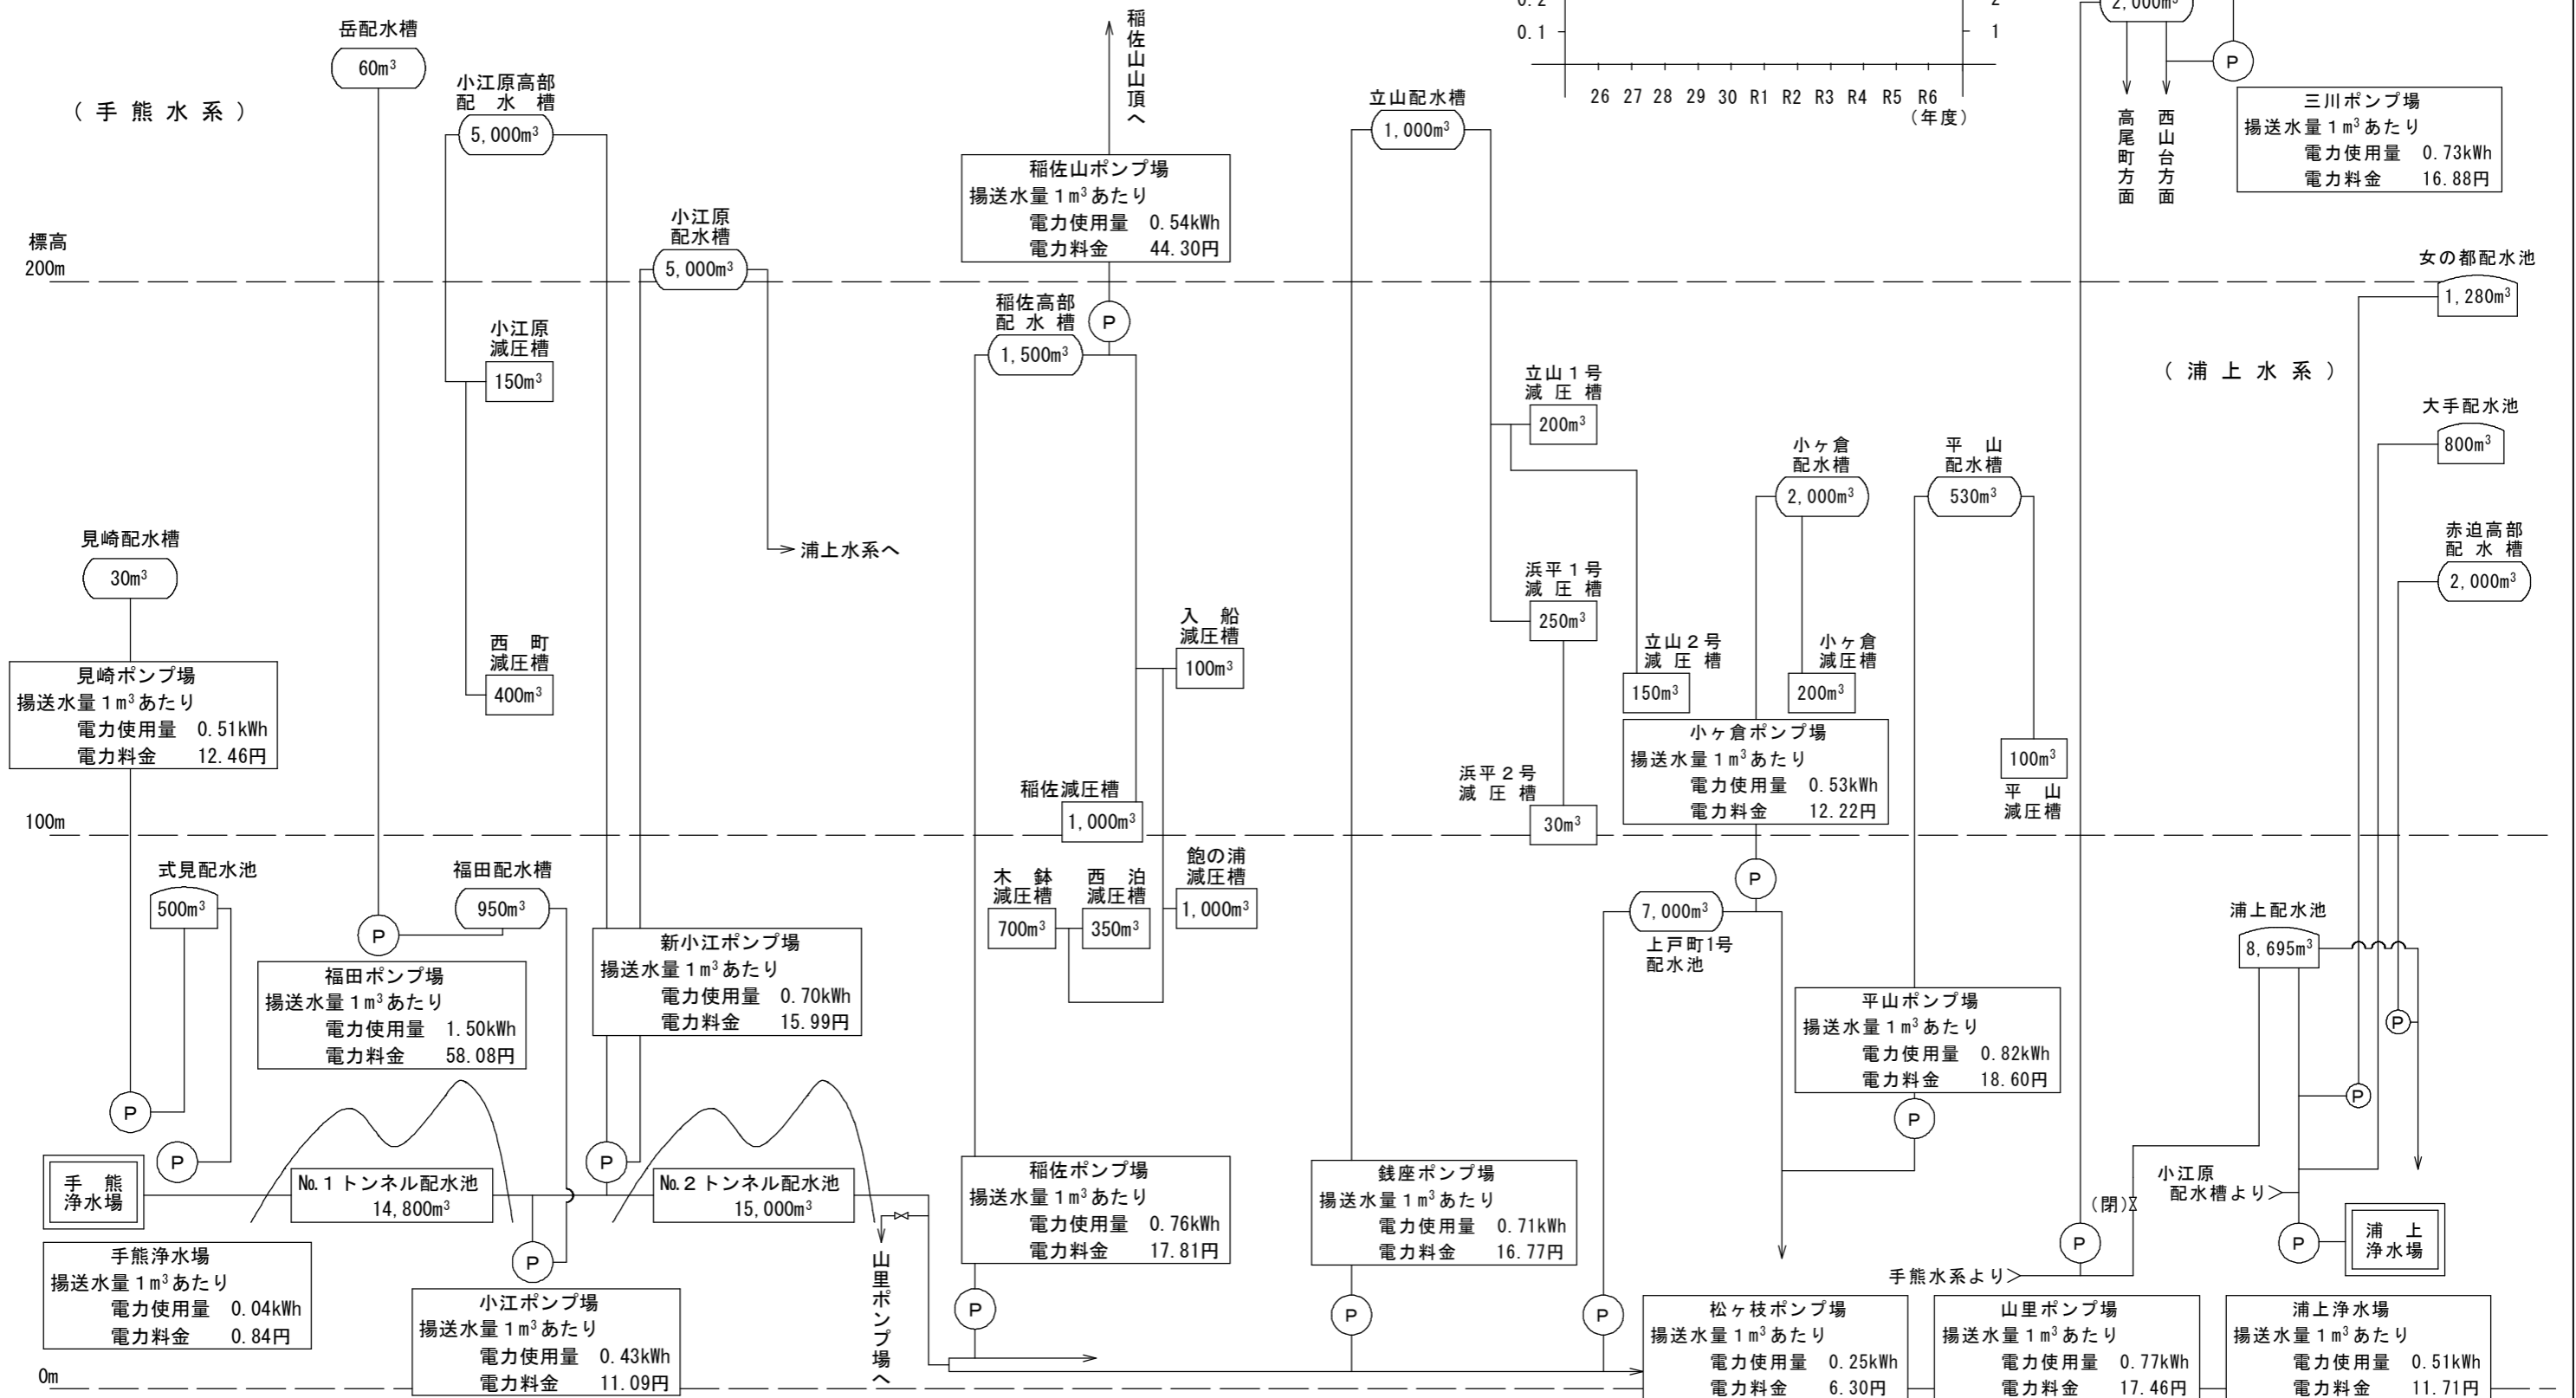 岳配水槽
60m³
小江原高部
配水槽
5,000m³
（手熊水系）
稲佐山山頂へ
0.2
0.1
2
1
26 27 28 29 30 R1 R2 R3 R4 R5 R6
（年度）
2,000m³
P
高尾町方面
西山台方面
三川ポンプ場
揚送水量1m³あたり
電力使用量 0.73kWh
電力料金 16.88円
立山配水槽
1,000m³
稲佐山ポンプ場
揚送水量1m³あたり
電力使用量 0.54kWh
電力料金 44.30円
P
小江原
配水槽
5,000m³
標高
200m
女の都配水池
1,280m³
稲佐高部
配水槽
1,500m³
小江原
減圧槽
150m³
（浦上水系）
立山1号
減圧槽
200m³
大手配水池
800m³
小ヶ倉
配水槽
2,000m³
平山
配水槽
530m³
赤迫高部
配水槽
2,000m³
見崎配水槽
30m³
浦上水系へ
浜平1号
減圧槽
250m³
入船
減圧槽
100m³
西町
減圧槽
400m³
立山2号
減圧槽
150m³
小ヶ倉
減圧槽
200m³
見崎ポンプ場
揚送水量1m³あたり
電力使用量 0.51kWh
電力料金 12.46円
小ヶ倉ポンプ場
揚送水量1m³あたり
電力使用量 0.53kWh
電力料金 12.22円
100m³
平山
減圧槽
浜平2号
減圧槽
30m³
稲佐減圧槽
1,000m³
100m
式見配水池
500m³
福田配水槽
950m³
P
木鉢
減圧槽
700m³
西泊
減圧槽
350m³
飽の浦
減圧槽
1,000m³
P
7,000m³
上戸町1号
配水池
浦上配水池
8,695m³
福田ポンプ場
揚送水量1m³あたり
電力使用量 1.50kWh
電力料金 58.08円
新小江ポンプ場
揚送水量1m³あたり
電力使用量 0.70kWh
電力料金 15.99円
平山ポンプ場
揚送水量1m³あたり
電力使用量 0.82kWh
電力料金 18.60円
P
P
P
P
P
P
手熊
浄水場
№1トンネル配水池
14,800m³
№2トンネル配水池
15,000m³
稲佐ポンプ場
揚送水量1m³あたり
電力使用量 0.76kWh
電力料金 17.81円
銭座ポンプ場
揚送水量1m³あたり
電力使用量 0.71kWh
電力料金 16.77円
小江原
配水槽より
(閉)
P
P
浦上
浄水場
手熊水系より
手熊浄水場
揚送水量1m³あたり
電力使用量 0.04kWh
電力料金 0.84円
P
山里ポンプ場へ
P
P
P
小江ポンプ場
揚送水量1m³あたり
電力使用量 0.43kWh
電力料金 11.09円
松ヶ枝ポンプ場
揚送水量1m³あたり
電力使用量 0.25kWh
電力料金 6.30円
山里ポンプ場
揚送水量1m³あたり
電力使用量 0.77kWh
電力料金 17.46円
浦上浄水場
揚送水量1m³あたり
電力使用量 0.51kWh
電力料金 11.71円
0m